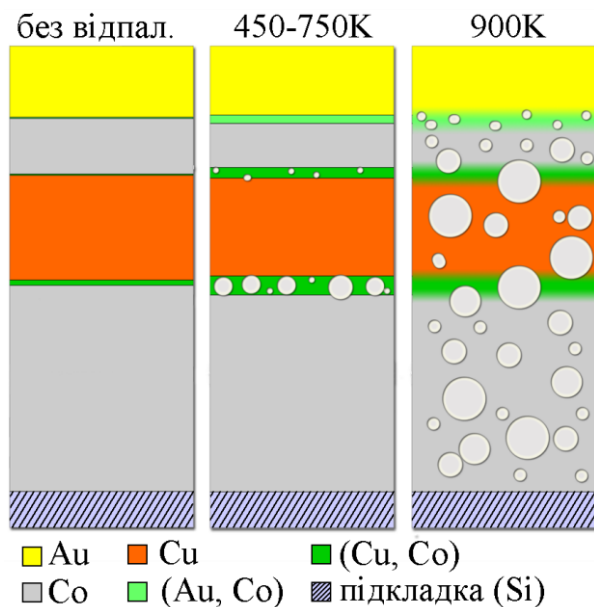 без відпал. 450-750K 900K
Au Cu (Cu, Co)
Co (Au, Co) підкладка (Si)